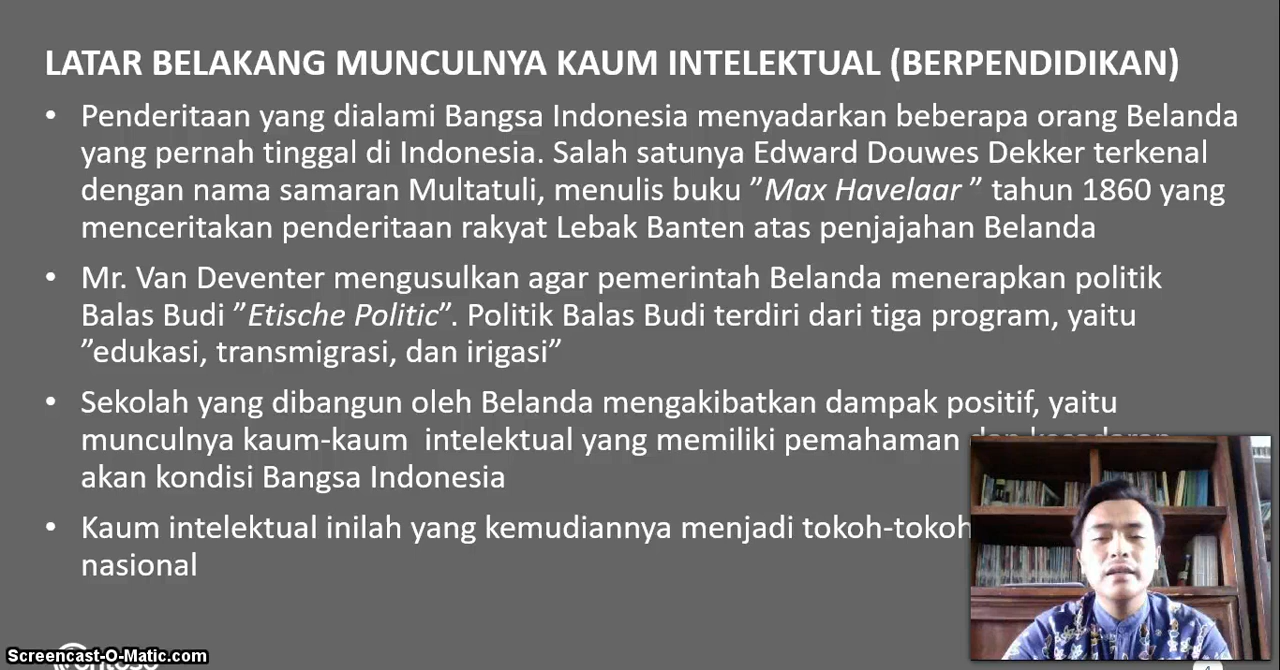 LATAR BELAKANG MUNCULNYA KAUM INTELEKTUAL (BERPENDIDIKAN)
• Penderitaan yang dialami Bangsa Indonesia menyadarkan beberapa orang Belanda
yang pernah tinggal di Indonesia. Salah satunya Edward Douwes Dekker terkenal
dengan nama samaran Multatuli, menulis buku ”Max Havelaar ” tahun 1860 yang
menceritakan penderitaan rakyat Lebak Banten atas penjajahan Belanda
• Mr. Van Deventer mengusulkan agar pemerintah Belanda menerapkan politik
Balas Budi ”Etische Politic”. Politik Balas Budi terdiri dari tiga program, yaitu
”edukasi, transmigrasi, dan irigasi”
• Sekolah yang dibangun oleh Belanda mengakibatkan dampak positif, yaitu
munculnya kaum-kaum intelektual yang memiliki pemahaman dan kesadaran
akan kondisi Bangsa Indonesia
• Kaum intelektual inilah yang kemudiannya menjadi tokoh-tokoh
nasional
Screencast-O-Matic.com